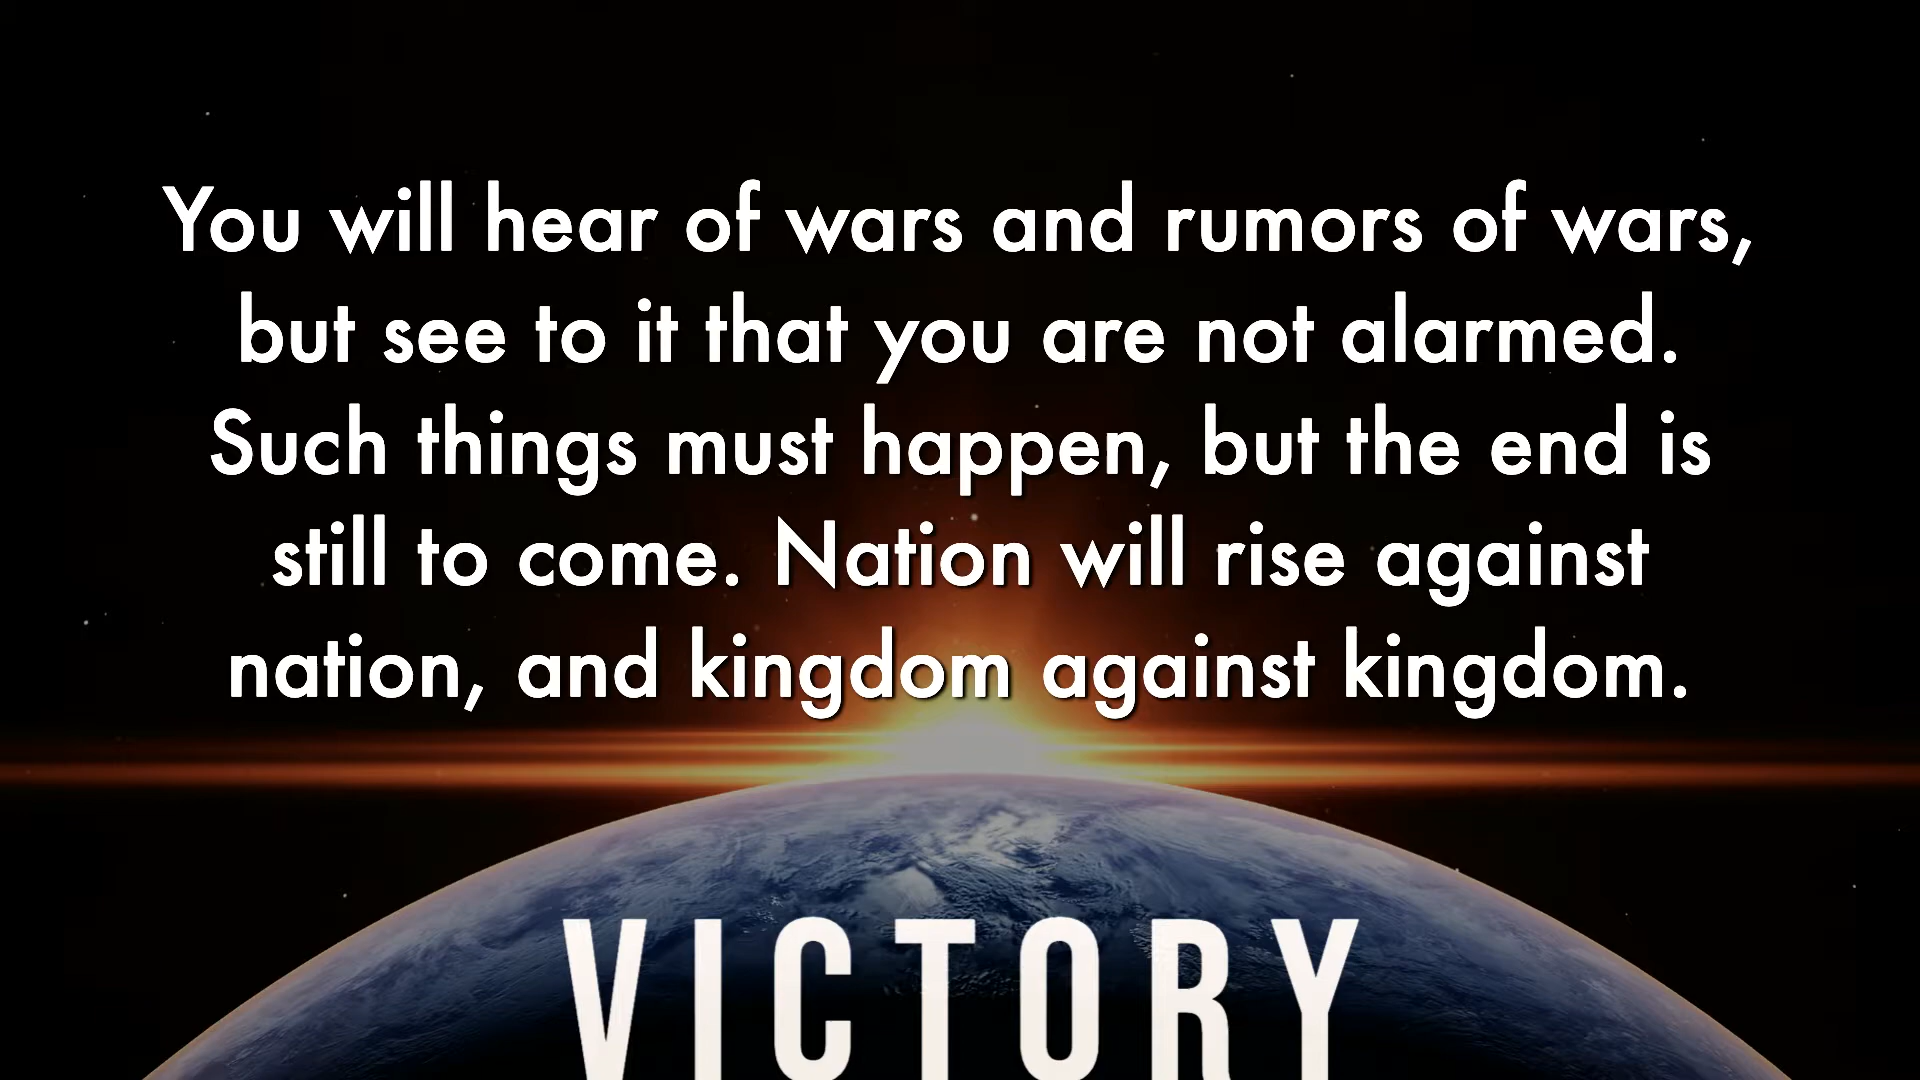 You will hear of wars and rumors of wars,
but see to it that you are not alarmed.
Such things must happen, but the end is
still to come. Nation will rise against
nation, and kingdom against kingdom.
VICTORY